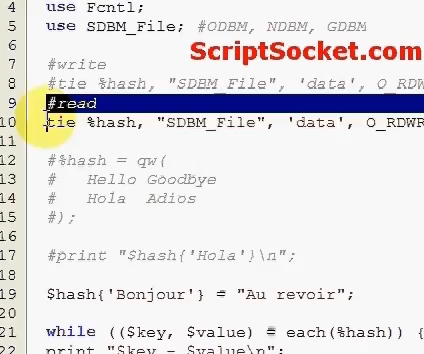 4 use Fcntl;
5 use SDBM_File; #ODBM, NDBM, GDBM
ScriptSocket.com
6
7 #write
8 #tie %hash, "SDBM_File", 'data', O_RDW
9 #read
10 tie %hash, "SDBM_File", 'data', O_RDWR
11
12 #%hash = qw(
13 # Hello Goodbye
14 # Hola Adios
15 #);
16
17 #print "$hash{'Hola'}\n";
18
19 $hash{'Bonjour'} = "Au revoir";
20
21 while (($key, $value) = each(%hash)) {
22 print "$key - $value\n";